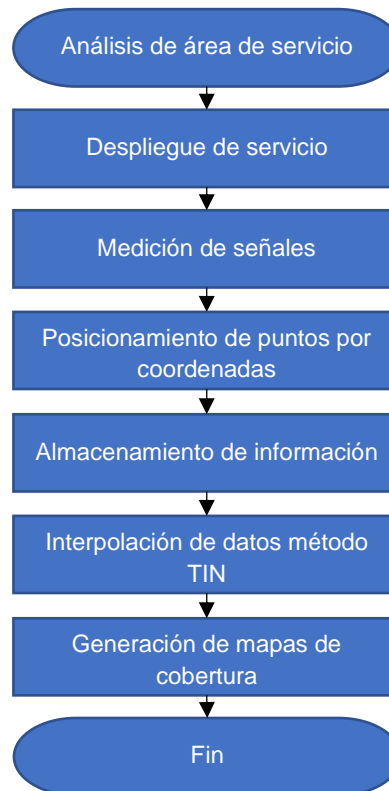 Análisis de área de servicio
Despliegue de servicio
Medición de señales
Posicionamiento de puntos por
coordenadas
Almacenamiento de información
Interpolación de datos método
TIN
Generación de mapas de
cobertura
Fin